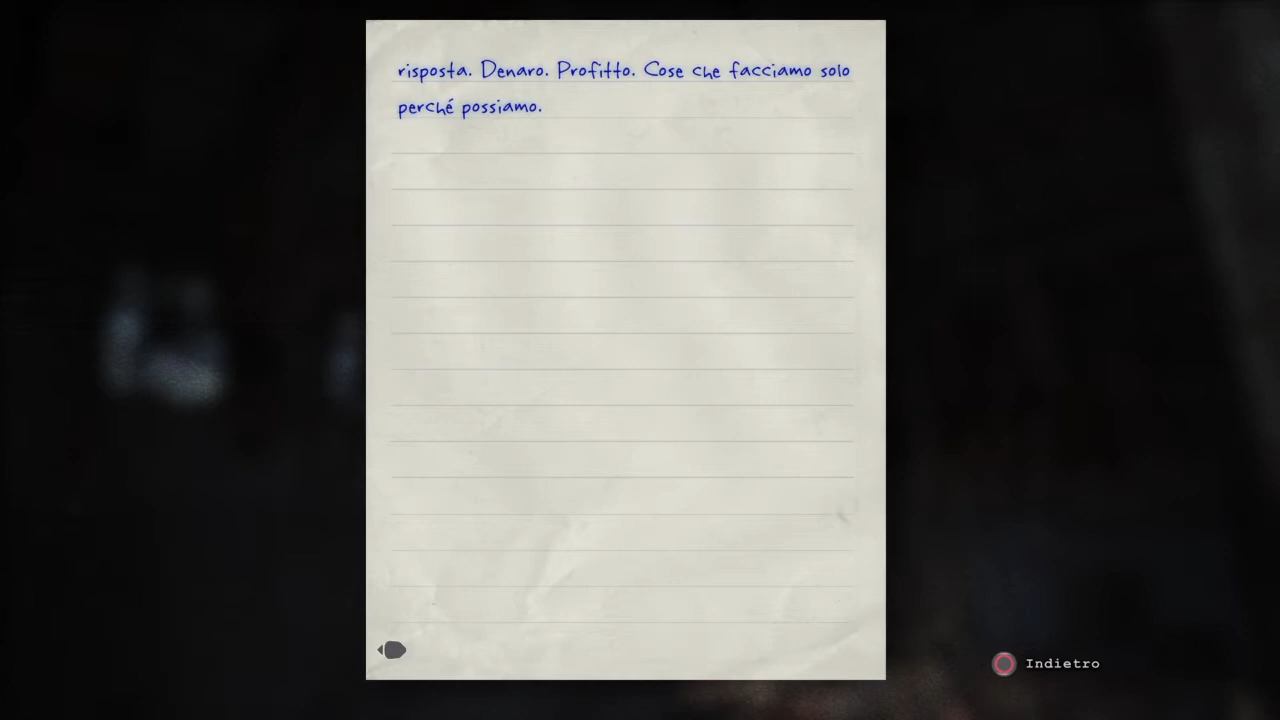 risposta. Denaro. Profitto. Cose che facciamo solo
perché possiamo.
Indietro